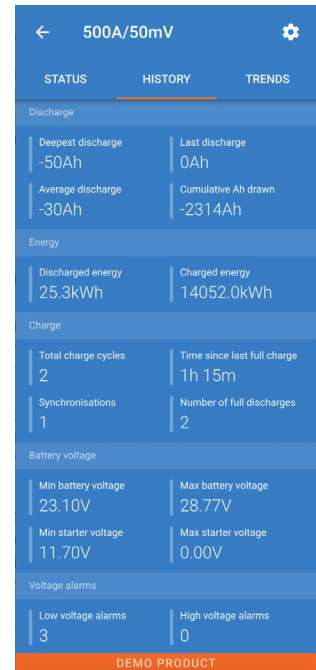 500A/50mV
STATUS HISTORY TRENDS
Discharge
Deepest discharge Last discharge
-50Ah 0Ah
Average discharge Cumulative Ah drawn
-30Ah -2314Ah
Energy
Discharged energy Charged energy
25.3kWh 14052.0kWh
Charge
Total charge cycles Time since last full charge
2 1h 15m
Synchronisations Number of full discharges
1 2
Battery voltage
Min battery voltage Max battery voltage
23.10V 28.77V
Min starter voltage Max starter voltage
11.70V 0.00V
Voltage alarms
Low voltage alarms High voltage alarms
3 0
DEMO PRODUCT